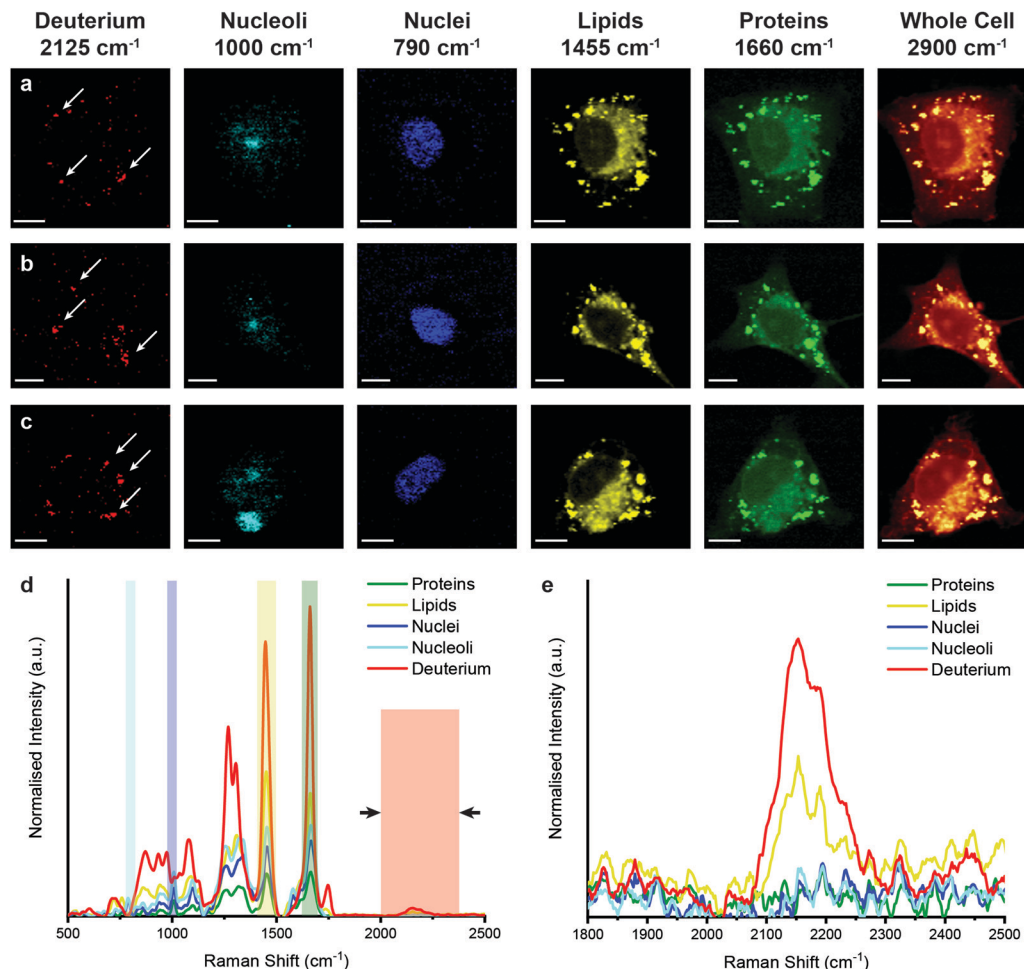 Deuterium Nucleoli Nuclei Lipids Proteins Whole Cell
2125 cm⁻¹ 1000 cm⁻¹ 790 cm⁻¹ 1455 cm⁻¹ 1660 cm⁻¹ 2900 cm⁻¹
a
b
c
d
Proteins
Lipids
Nuclei
Nucleoli
Deuterium
Normalised Intensity (a.u.)
500 1000 1500 2000 2500
Raman Shift (cm⁻¹)
e
Proteins
Lipids
Nuclei
Nucleoli
Deuterium
Normalised Intensity (a.u.)
1800 1900 2000 2100 2200 2300 2400 2500
Raman Shift (cm⁻¹)